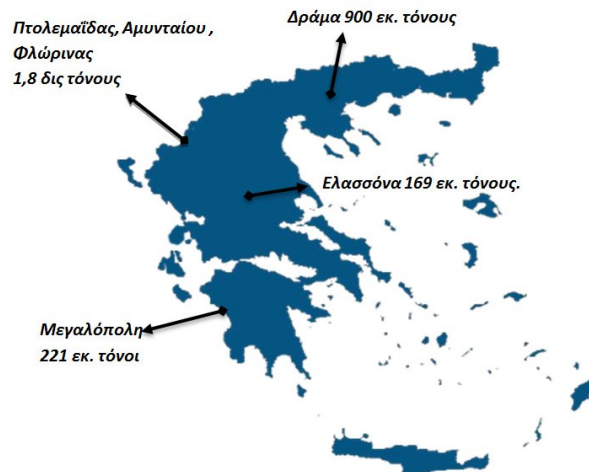 Πτολεμαΐδας, Αμυνταίου ,
Φλώρινας
1,8 δις τόνους
Δράμα 900 εκ. τόνους
Ελασσόνα 169 εκ. τόνους.
Μεγαλόπολη
221 εκ. τόνοι